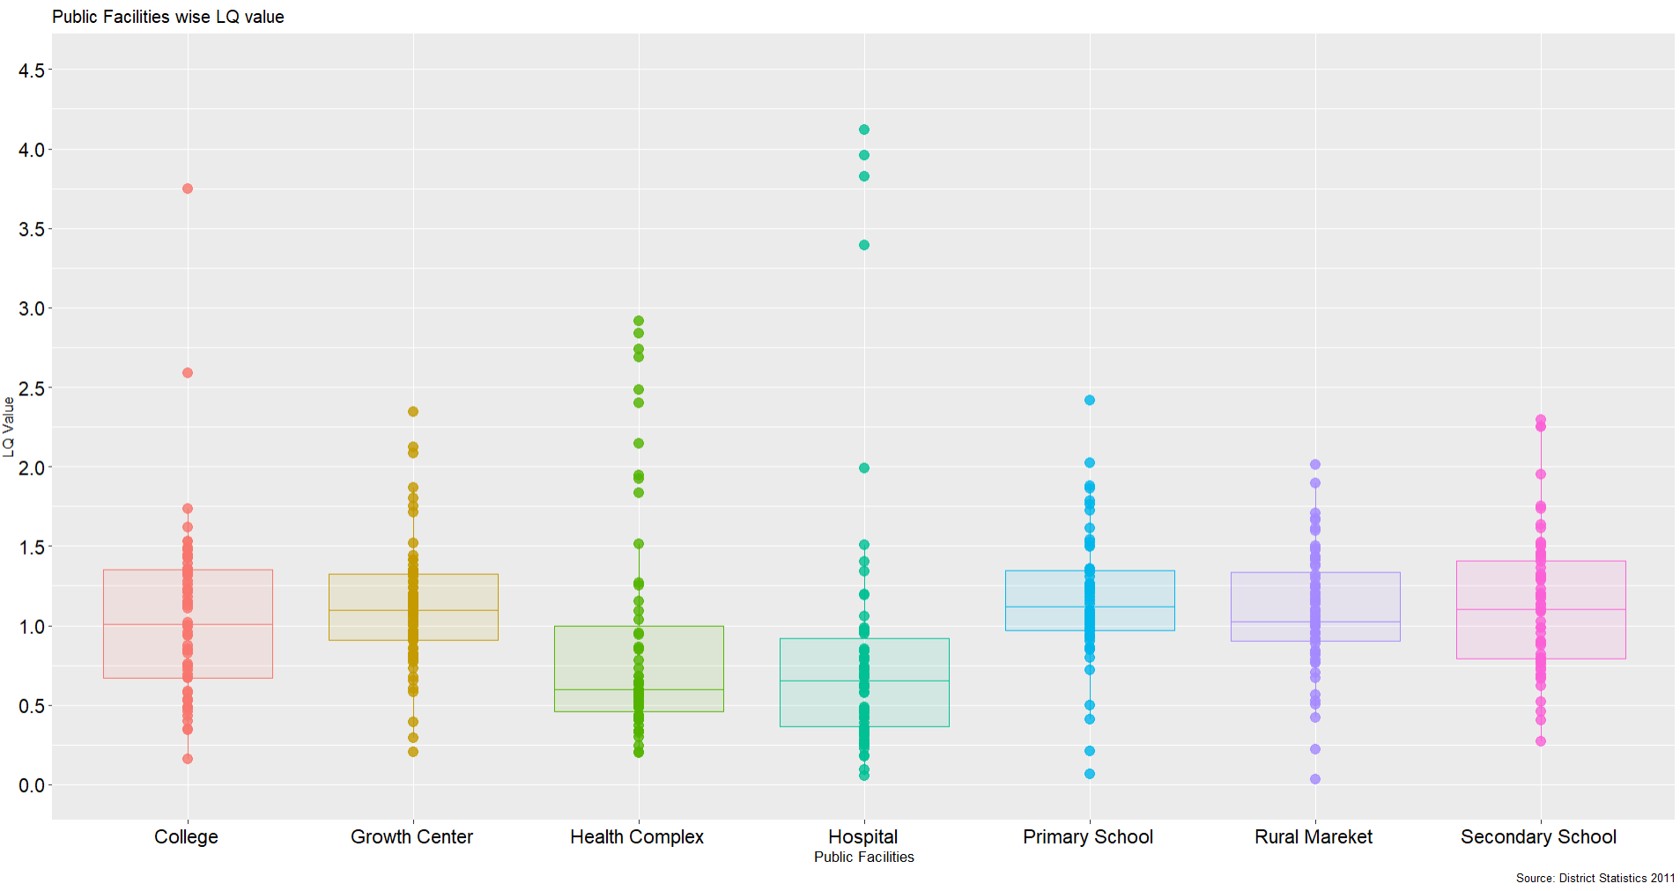 Public Facilities wise LQ value
4.5
4.0
3.5
3.0
2.5
2.0
1.5
1.0
0.5
0.0
LQ Value
College Growth Center Health Complex Hospital Primary School Rural Mareket Secondary School
Public Facilities
Source: District Statistics 2011